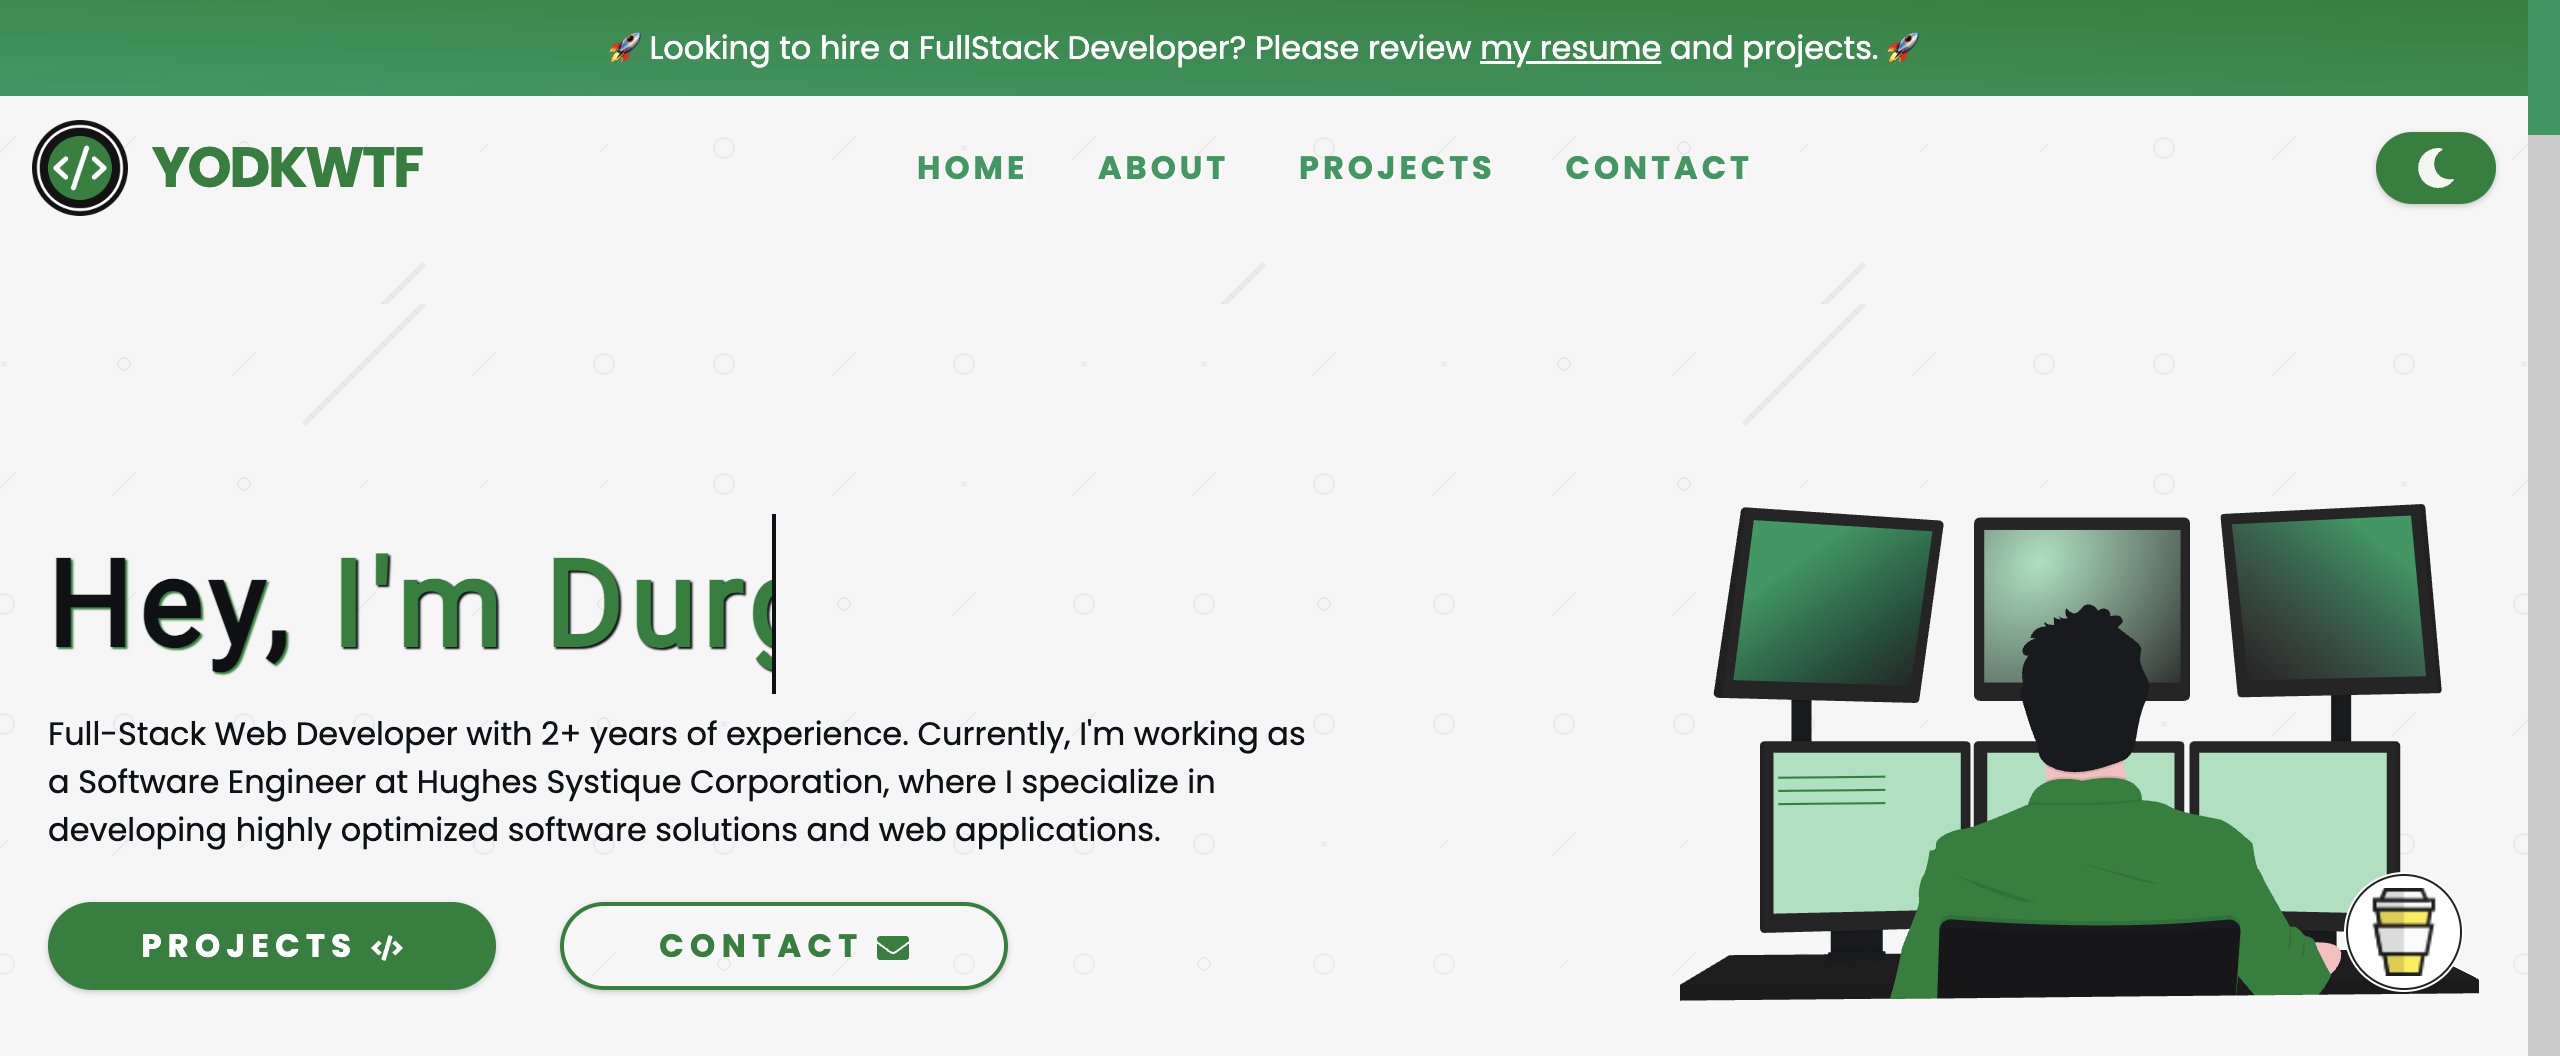 🚀 Looking to hire a FullStack Developer? Please review my resume and projects. 🚀
</> YODKWTF
HOME ABOUT PROJECTS CONTACT
Hey, I'm Durg
Full-Stack Web Developer with 2+ years of experience. Currently, I'm working as
a Software Engineer at Hughes Systique Corporation, where I specialize in
developing highly optimized software solutions and web applications.
PROJECTS </> CONTACT